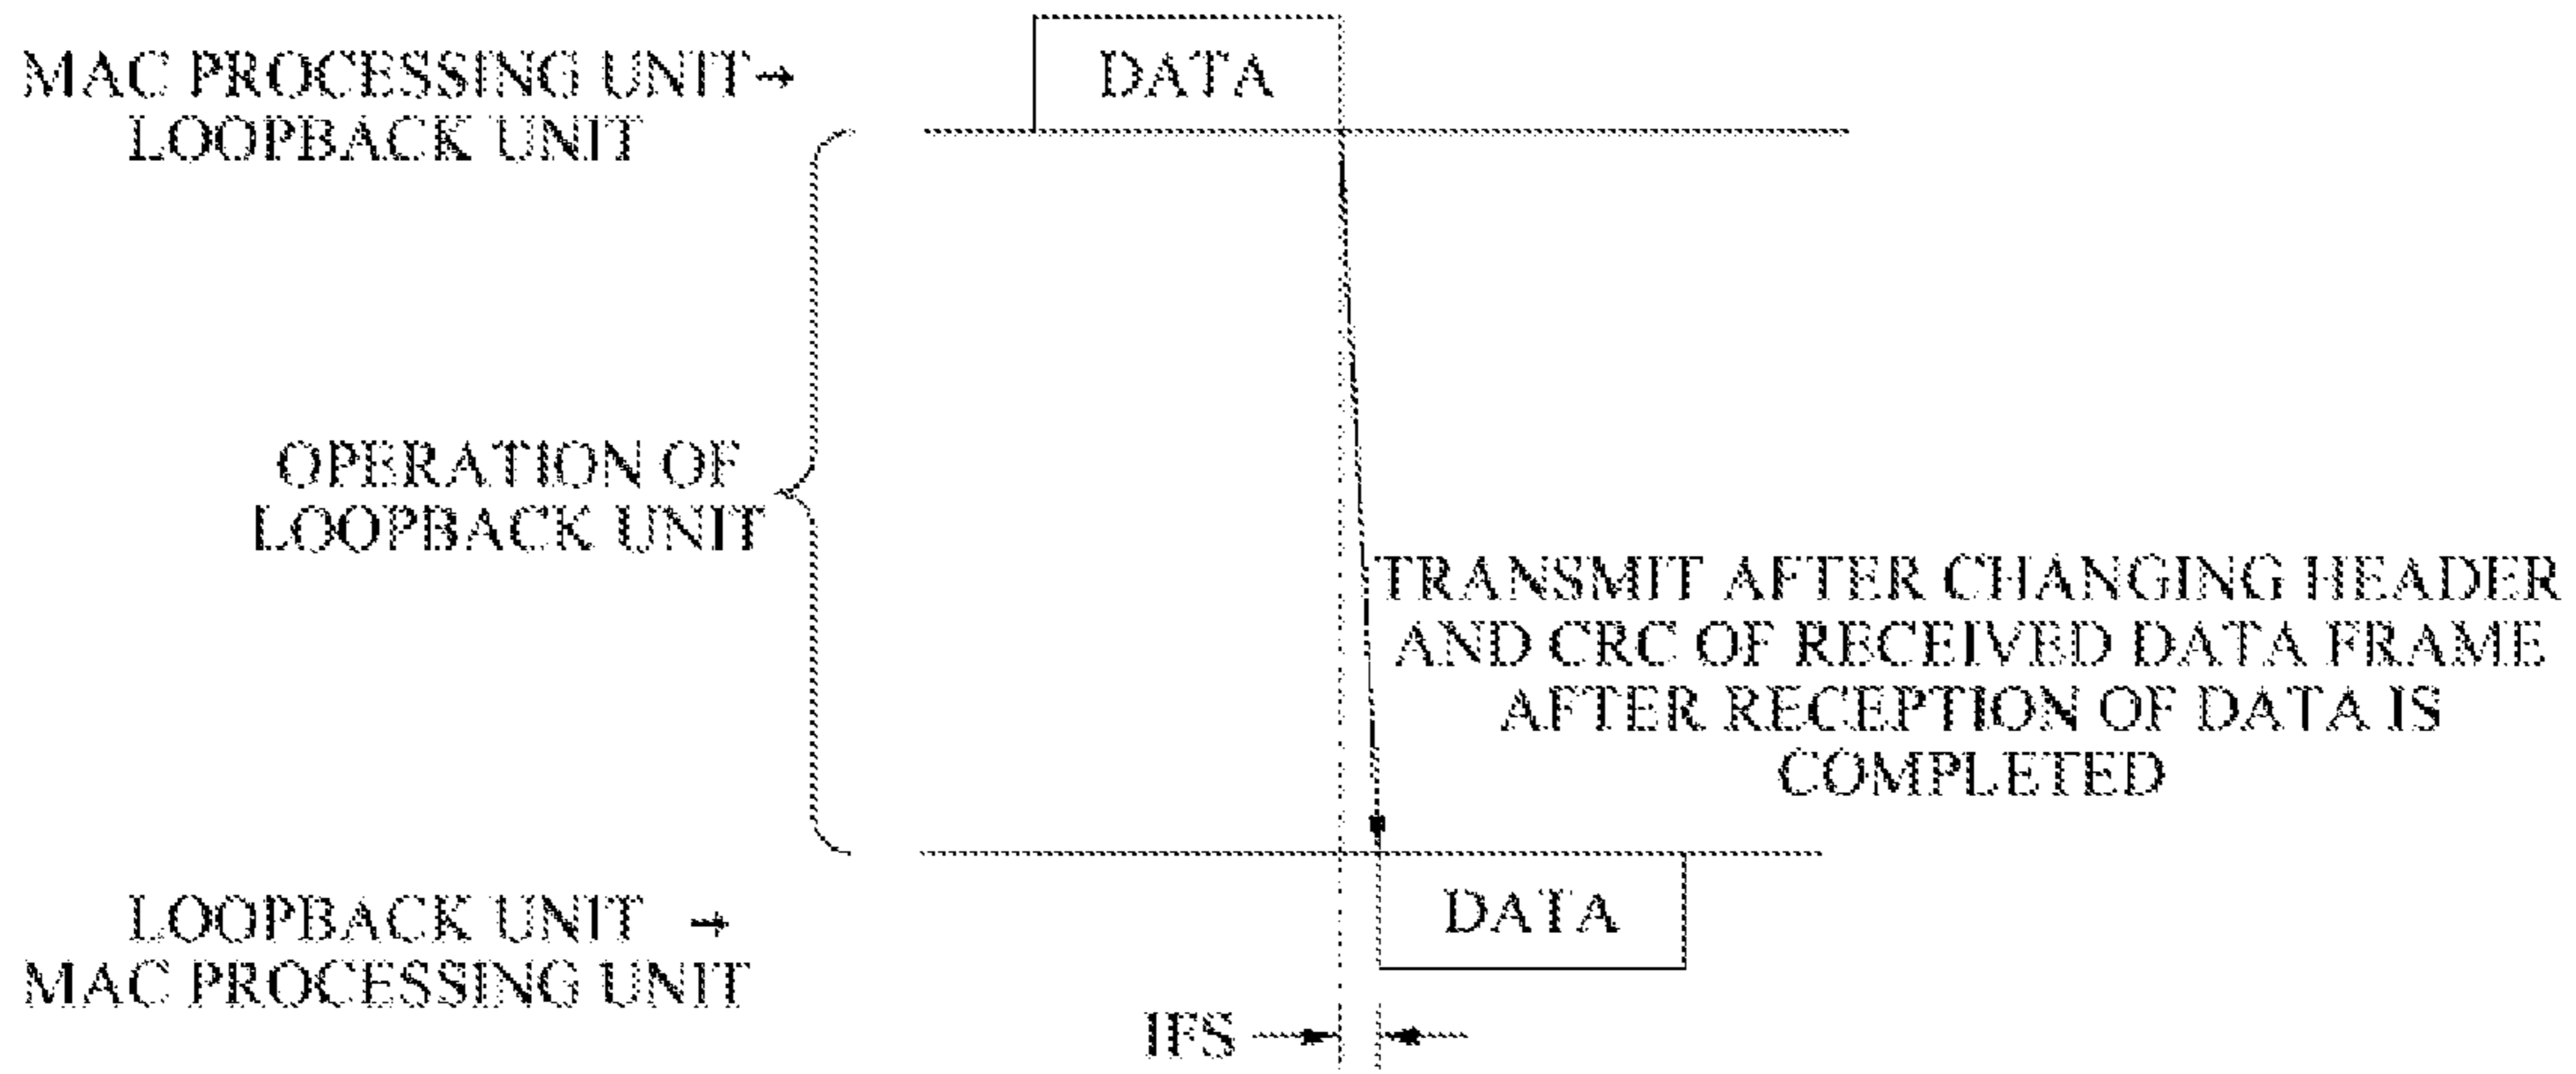 MAC PROCESSING UNIT→
LOOPBACK UNIT
DATA
OPERATION OF
LOOPBACK UNIT
TRANSMIT AFTER CHANGING HEADER
AND CRC OF RECEIVED DATA FRAME
AFTER RECEPTION OF DATA IS
COMPLETED
LOOPBACK UNIT →
MAC PROCESSING UNIT
DATA
IFS